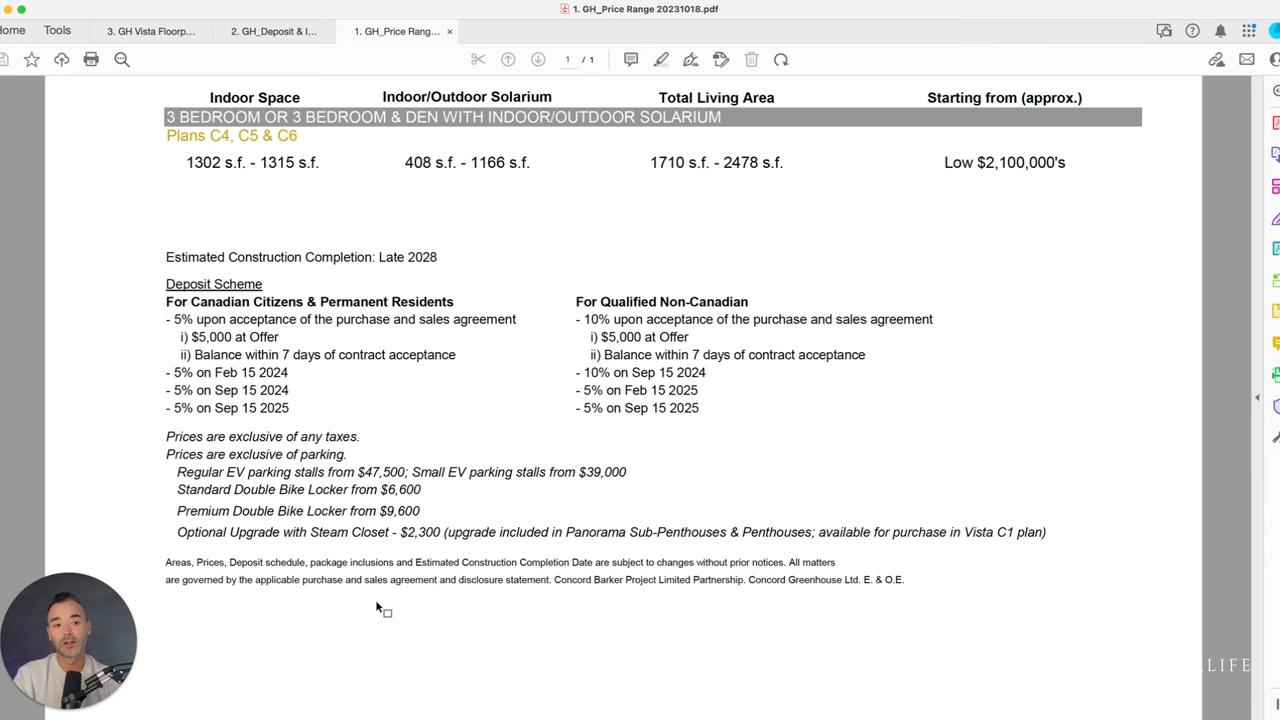 1. GH_Price Range 20231018.pdf
Home Tools 3. GH Vista Floorp... 2. GH_Deposit & I... 1. GH_Price Rang... ×
1 / 1
Indoor Space Indoor/Outdoor Solarium Total Living Area Starting from (approx.)
3 BEDROOM OR 3 BEDROOM & DEN WITH INDOOR/OUTDOOR SOLARIUM
Plans C4, C5 & C6
1302 s.f. - 1315 s.f. 408 s.f. - 1166 s.f. 1710 s.f. - 2478 s.f. Low $2,100,000's
Estimated Construction Completion: Late 2028
Deposit Scheme
For Canadian Citizens & Permanent Residents For Qualified Non-Canadian
- 5% upon acceptance of the purchase and sales agreement - 10% upon acceptance of the purchase and sales agreement
i) $5,000 at Offer i) $5,000 at Offer
ii) Balance within 7 days of contract acceptance ii) Balance within 7 days of contract acceptance
- 5% on Feb 15 2024 - 10% on Sep 15 2024
- 5% on Sep 15 2024 - 5% on Feb 15 2025
- 5% on Sep 15 2025 - 5% on Sep 15 2025
Prices are exclusive of any taxes.
Prices are exclusive of parking.
Regular EV parking stalls from $47,500; Small EV parking stalls from $39,000
Standard Double Bike Locker from $6,600
Premium Double Bike Locker from $9,600
Optional Upgrade with Steam Closet - $2,300 (upgrade included in Panorama Sub-Penthouses & Penthouses; available for purchase in Vista C1 plan)
Areas, Prices, Deposit schedule, package inclusions and Estimated Construction Completion Date are subject to changes without prior notices. All matters
are governed by the applicable purchase and sales agreement and disclosure statement. Concord Barker Project Limited Partnership. Concord Greenhouse Ltd. E. & O.E.
LIFE